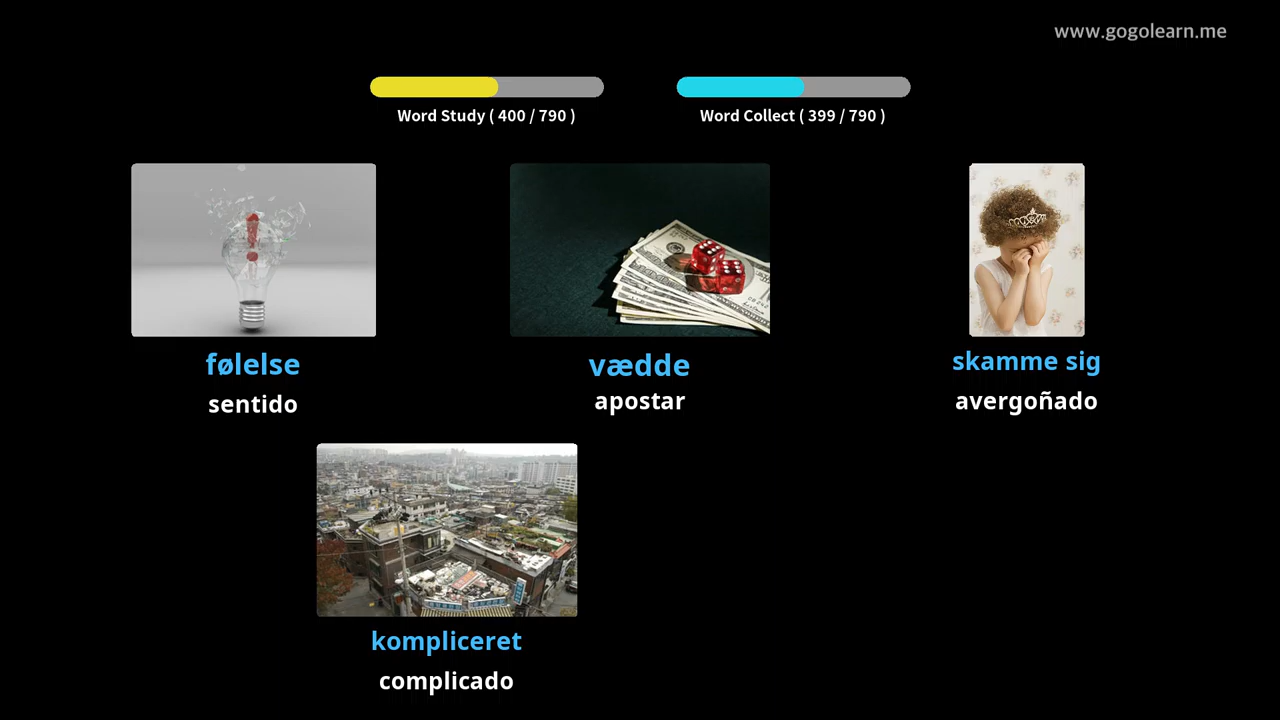 www.gogolearn.me
Word Study ( 400 / 790 )
Word Collect ( 399 / 790 )
følelse
sentido
vædde
apostar
skamme sig
avergoñado
kompliceret
complicado